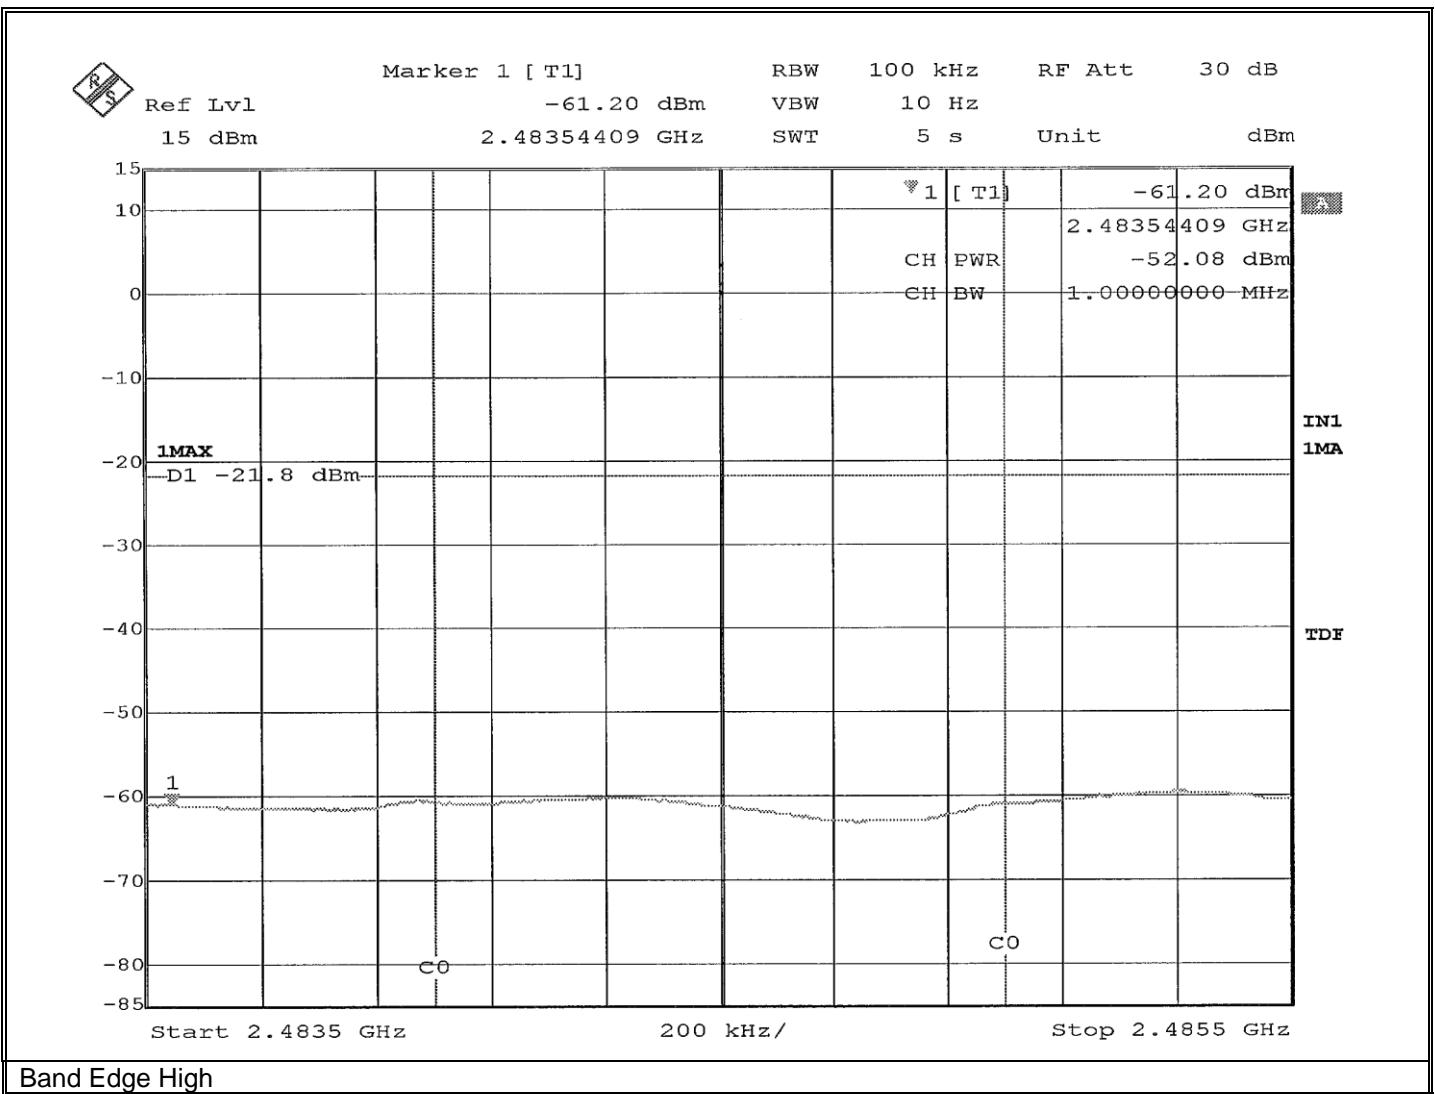 Marker 1 [T1] RBW 100 kHz RF Att 30 dB
Ref Lvl -61.20 dBm VBW 10 Hz
15 dBm 2.48354409 GHz SWT 5 s Unit dBm
15
1 [T1] -61.20 dBm
A
10
2.48354409 GHz
CH PWR -52.08 dBm
0
CH BW 1.00000000 MHz
-10
IN1
1MAX
1MA
-20
D1 -21.8 dBm
-30
-40
TDF
-50
1
-60
-70
C0
-80
C0
-85
Start 2.4835 GHz 200 kHz/ Stop 2.4855 GHz
Band Edge High